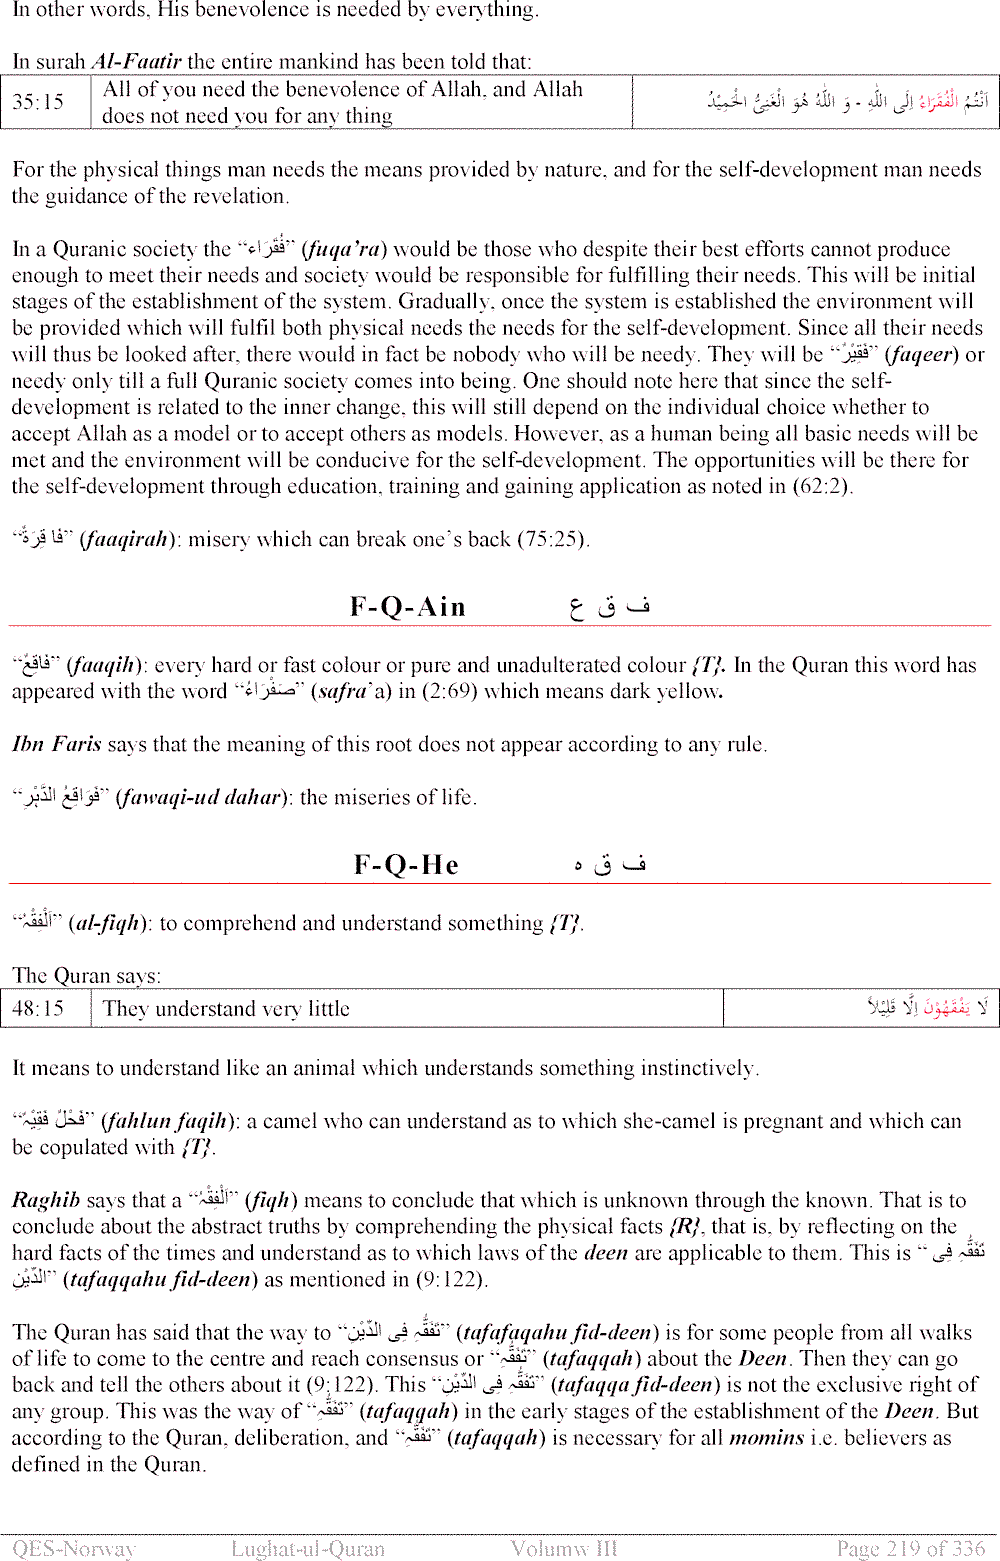 In other words, His benevolence is needed by everything.
In surah Al-Faatir the entire mankind has been told that:
35:15 All of you need the benevolence of Allah, and Allah does not need you for any thing اَنْتُمُ الْفُقَرَاءُ اِلَى اللّٰهِ - وَ اللّٰهُ هُوَ الْغَنِىُّ الْحَمِيْدُ
For the physical things man needs the means provided by nature, and for the self-development man needs
the guidance of the revelation.
In a Quranic society the “فُقَرَاء” (fuqa’ra) would be those who despite their best efforts cannot produce
enough to meet their needs and society would be responsible for fulfilling their needs. This will be initial
stages of the establishment of the system. Gradually, once the system is established the environment will
be provided which will fulfil both physical needs the needs for the self-development. Since all their needs
will thus be looked after, there would in fact be nobody who will be needy. They will be “فَقِيْرٌ” (faqeer) or
needy only till a full Quranic society comes into being. One should note here that since the self-
development is related to the inner change, this will still depend on the individual choice whether to
accept Allah as a model or to accept others as models. However, as a human being all basic needs will be
met and the environment will be conducive for the self-development. The opportunities will be there for
the self-development through education, training and gaining application as noted in (62:2).
“فَا قِرَةٌ” (faaqirah): misery which can break one’s back (75:25).
F-Q-Ain ف ق ع
“فَاقِعٌ” (faaqih): every hard or fast colour or pure and unadulterated colour {T}. In the Quran this word has
appeared with the word “صَفْرَاءُ” (safra’a) in (2:69) which means dark yellow.
Ibn Faris says that the meaning of this root does not appear according to any rule.
“فَوَاقِعُ الدَّہْرِ” (fawaqi-ud dahar): the miseries of life.
F-Q-He ف ق ہ
“اَلْفِقْہُ” (al-fiqh): to comprehend and understand something {T}.
The Quran says:
48:15 They understand very little لَا يَفْقَهُوْنَ اِلَّا قَلِيْلاً
It means to understand like an animal which understands something instinctively.
“فَحْلٌ فَقِيْہٌ” (fahlun faqih): a camel who can understand as to which she-camel is pregnant and which can
be copulated with {T}.
Raghib says that a “اَلْفِقْہُ” (fiqh) means to conclude that which is unknown through the known. That is to
conclude about the abstract truths by comprehending the physical facts {R}, that is, by reflecting on the
hard facts of the times and understand as to which laws of the deen are applicable to them. This is “تَفَقُّہِ فِى
الدِّيْنِ” (tafaqqahu fid-deen) as mentioned in (9:122).
The Quran has said that the way to “تَفَقُّہِ فِى الدِّيْنِ” (tafafaqahu fid-deen) is for some people from all walks
of life to come to the centre and reach consensus or “تَفَقُّہِ” (tafaqqah) about the Deen. Then they can go
back and tell the others about it (9:122). This “تَفَقُّہِ فِى الدِّيْنِ” (tafaqqa fid-deen) is not the exclusive right of
any group. This was the way of “تَفَقُّہِ” (tafaqqah) in the early stages of the establishment of the Deen. But
according to the Quran, deliberation, and “تَفَقُّہِ” (tafaqqah) is necessary for all momins i.e. believers as
defined in the Quran.
QES-Norway Lughat-ul-Quran Volumw III Page 219 of 336